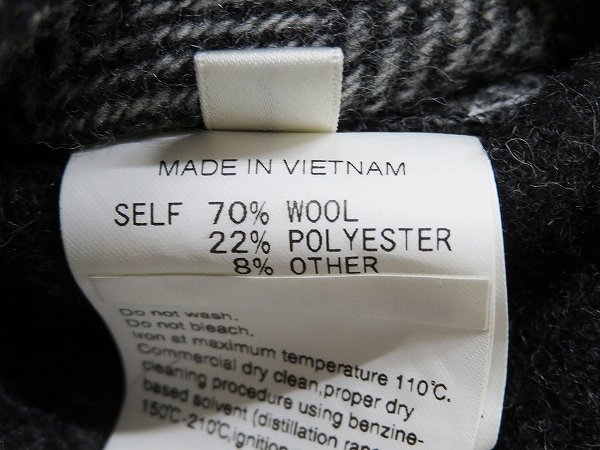 MADE IN VIETNAM
SELF 70% WOOL
22% POLYESTER
8% OTHER
Do not wash.
Do not bleach.
Iron at maximum temperature 110℃.
Commercial dry clean,proper dry
cleaning procedure using benzine-
based solvent (distillation
150℃-210℃,ignition